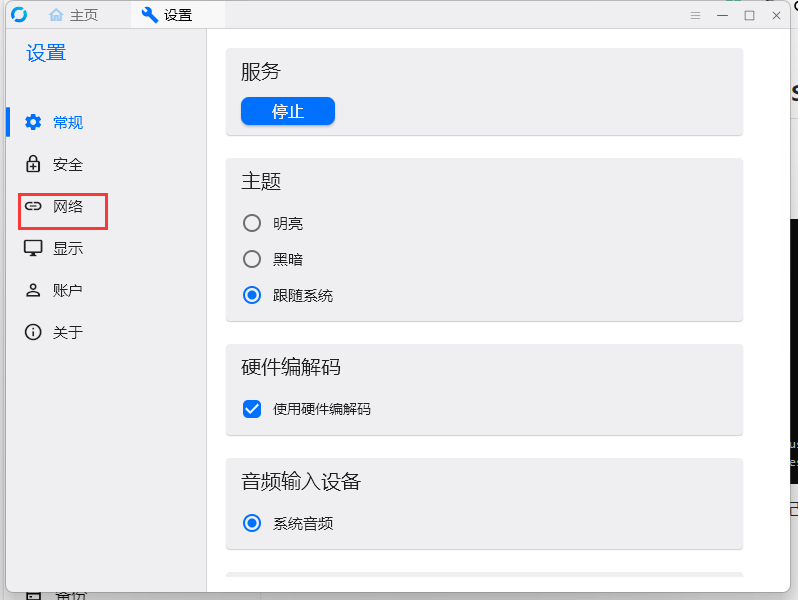 主页
设置
设置
常规
安全
网络
显示
账户
关于
服务
停止
主题
明亮
黑暗
跟随系统
硬件编解码
使用硬件编解码
音频输入设备
系统音频
备份